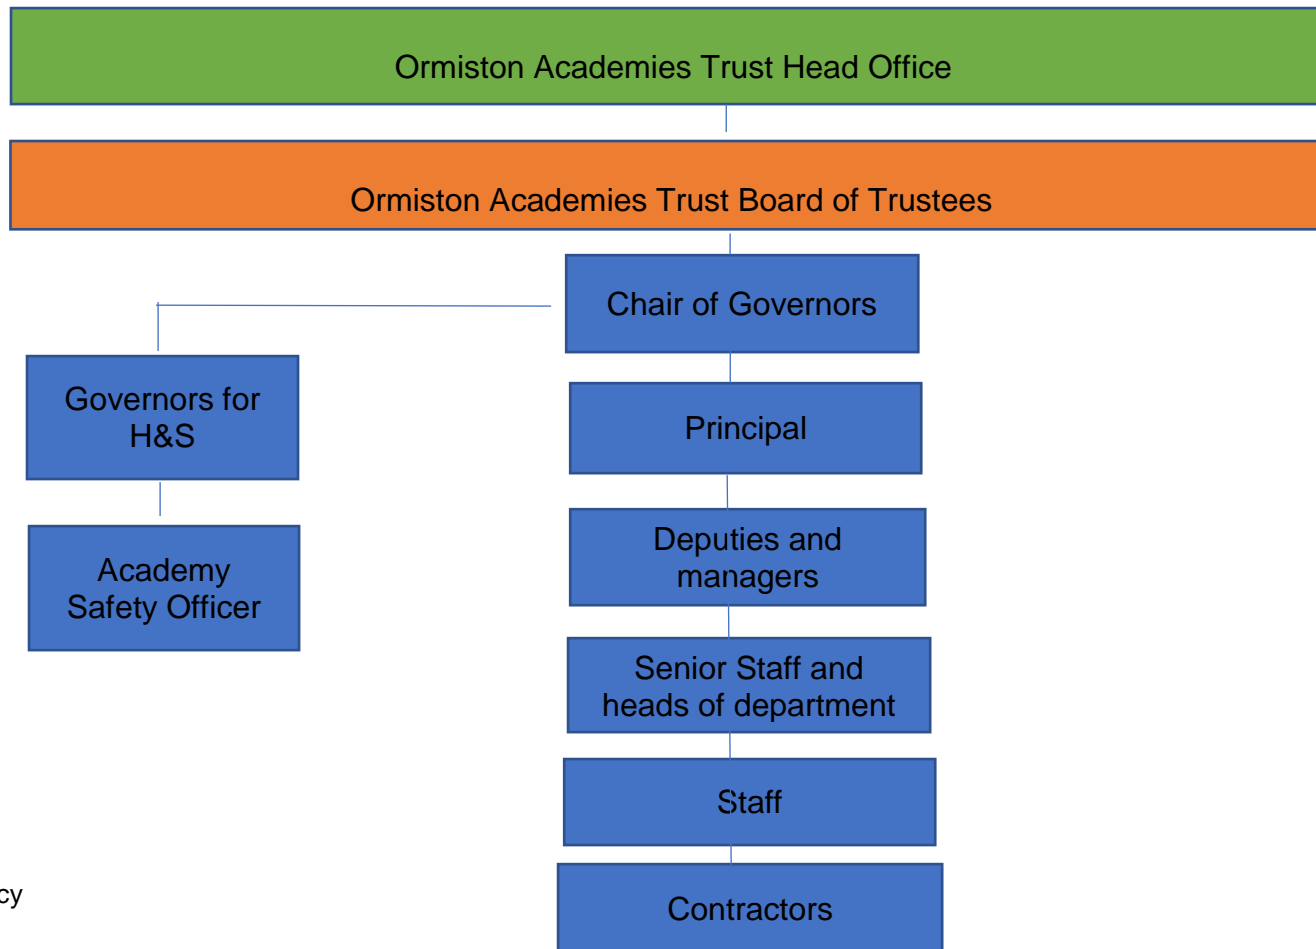 Ormiston Academies Trust Head Office
Ormiston Academies Trust Board of Trustees
Chair of Governors
Governors for
H&S
Principal
Academy
Safety Officer
Deputies and
managers
Senior Staff and
heads of department
Staff
cy
Contractors